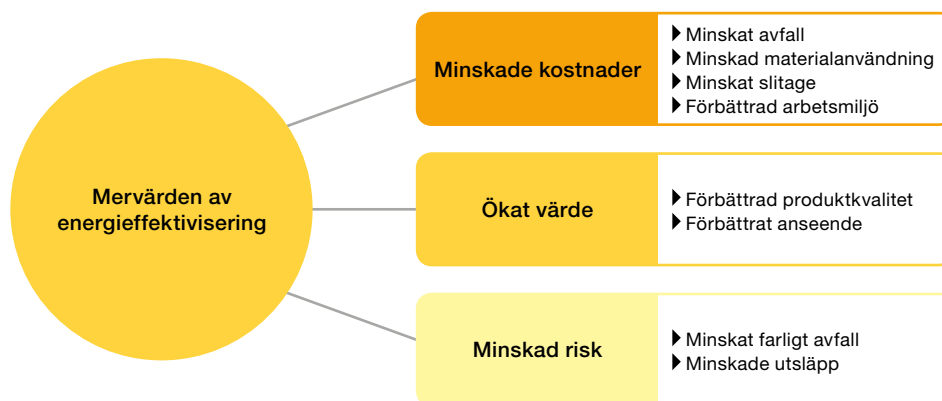 Mervärden av
energieffektivisering
Minskade kostnader
▶ Minskat avfall
▶ Minskad materialanvändning
▶ Minskat slitage
▶ Förbättrad arbetsmiljö
Ökat värde
▶ Förbättrad produktkvalitet
▶ Förbättrat anseende
Minskad risk
▶ Minskat farligt avfall
▶ Minskade utsläpp